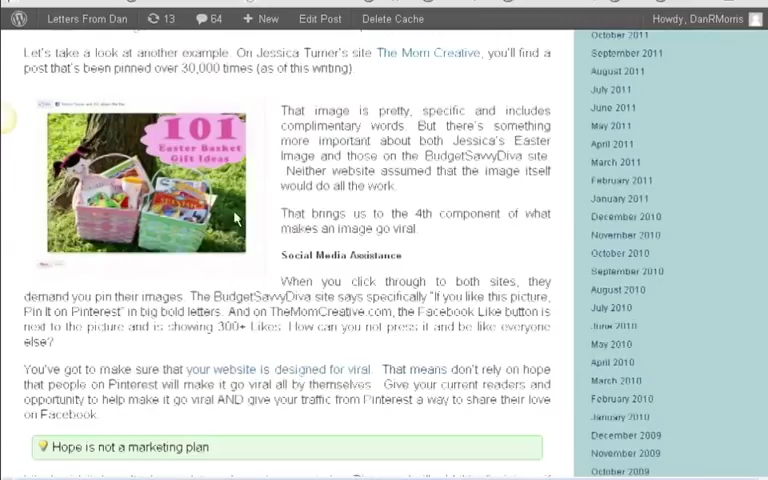 Letters From Dan 13 64 New Edit Post Delete Cache Howdy, DanRMorris
Let's take a look at another example. On Jessica Turner's site The Mom Creative, you'll find a
post that's been pinned over 30,000 times (as of this writing).
101
Easter Basket
Gift Ideas
That image is pretty, specific and includes
complimentary words. But there's something
more important about both Jessica's Easter
Image and those on the BudgetSavvyDiva site.
Neither website assumed that the image itself
would do all the work.
That brings us to the 4th component of what
makes an image go viral.
Social Media Assistance
When you click through to both sites, they
demand you pin their images. The BudgetSavvyDiva site says specifically "If you like this picture,
Pin It on Pinterest" in big bold letters. And on TheMomCreative.com, the Facebook Like button is
next to the picture and is showing 300+ Likes. How can you not press it and be like everyone
else?
You've got to make sure that your website is designed for viral. That means don't rely on hope
that people on Pinterest will make it go viral all by themselves. Give your current readers and
opportunity to help make it go viral AND give your traffic from Pinterest a way to share their love
on Facebook.
Hope is not a marketing plan
October 2011
September 2011
August 2011
July 2011
June 2011
May 2011
April 2011
March 2011
February 2011
January 2011
December 2010
November 2010
October 2010
September 2010
August 2010
July 2010
June 2010
May 2010
April 2010
March 2010
February 2010
January 2010
December 2009
November 2009
October 2009